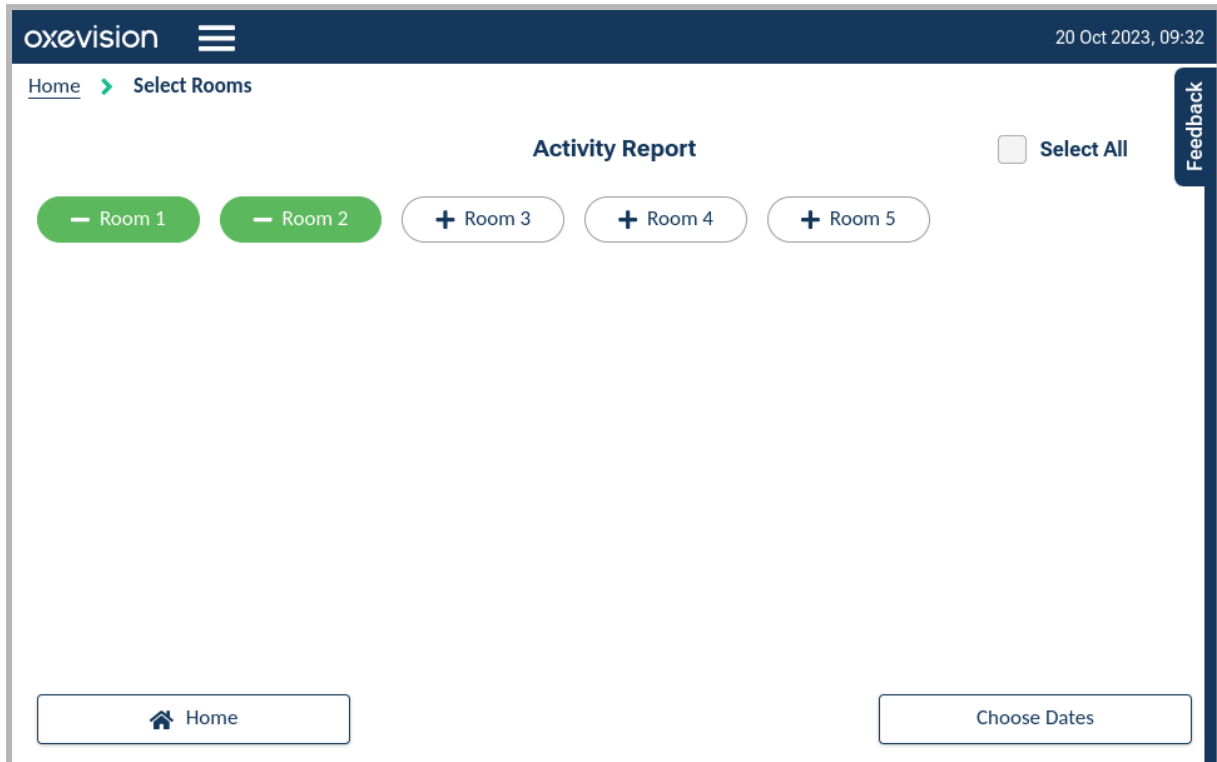 oxevision 20 Oct 2023, 09:32
Home Select Rooms
Feedback
Activity Report Select All
Room 1 Room 2 Room 3 Room 4 Room 5
Home Choose Dates